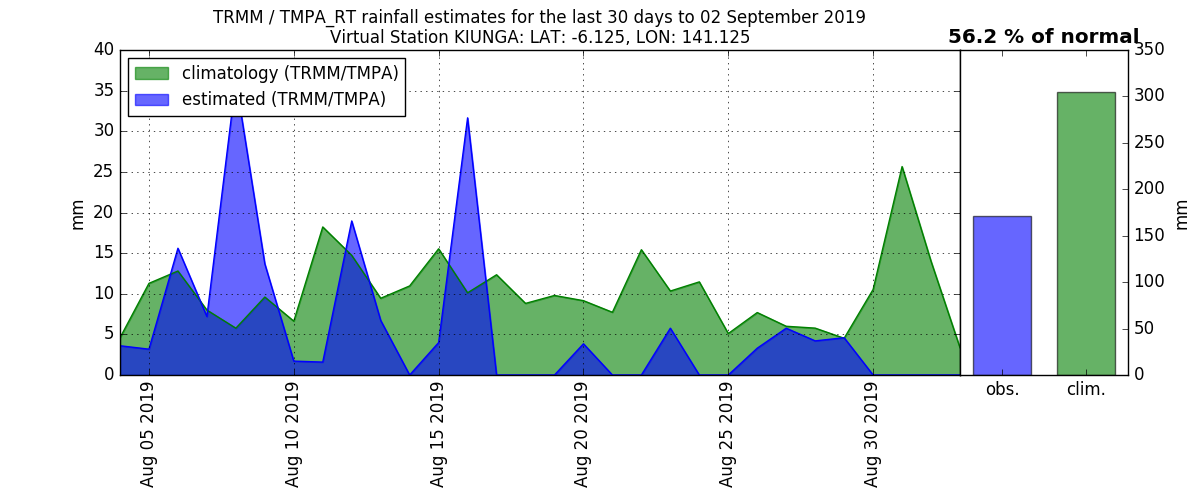 TRMM / TMPA_RT rainfall estimates for the last 30 days to 02 September 2019
Virtual Station KIUNGA: LAT: -6.125, LON: 141.125
56.2 % of normal
climatology (TRMM/TMPA)
estimated (TRMM/TMPA)
40
35
30
25
20
15
10
5
0
mm
Aug 05 2019
Aug 10 2019
Aug 15 2019
Aug 20 2019
Aug 25 2019
Aug 30 2019
350
300
250
200
150
100
50
0
mm
obs.
clim.